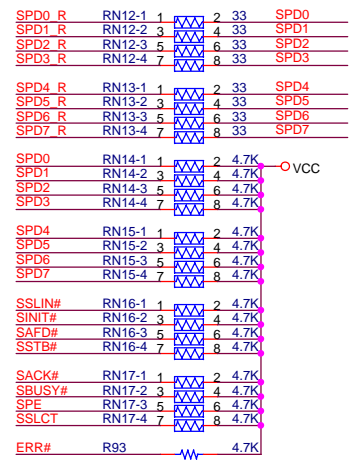 SPD0_R RN12-1 1 2 33 SPD0
SPD1_R RN12-2 3 4 33 SPD1
SPD2_R RN12-3 5 6 33 SPD2
SPD3_R RN12-4 7 8 33 SPD3
SPD4_R RN13-1 1 2 33 SPD4
SPD5_R RN13-2 3 4 33 SPD5
SPD6_R RN13-3 5 6 33 SPD6
SPD7_R RN13-4 7 8 33 SPD7
SPD0 RN14-1 1 2 4.7K VCC
SPD1 RN14-2 3 4 4.7K
SPD2 RN14-3 5 6 4.7K
SPD3 RN14-4 7 8 4.7K
SPD4 RN15-1 1 2 4.7K
SPD5 RN15-2 3 4 4.7K
SPD6 RN15-3 5 6 4.7K
SPD7 RN15-4 7 8 4.7K
SSLIN# RN16-1 1 2 4.7K
SINIT# RN16-2 3 4 4.7K
SAFD# RN16-3 5 6 4.7K
SSTB# RN16-4 7 8 4.7K
SACK# RN17-1 1 2 4.7K
SBUSY# RN17-2 3 4 4.7K
SPE RN17-3 5 6 4.7K
SSLCT RN17-4 7 8 4.7K
ERR# R93 4.7K